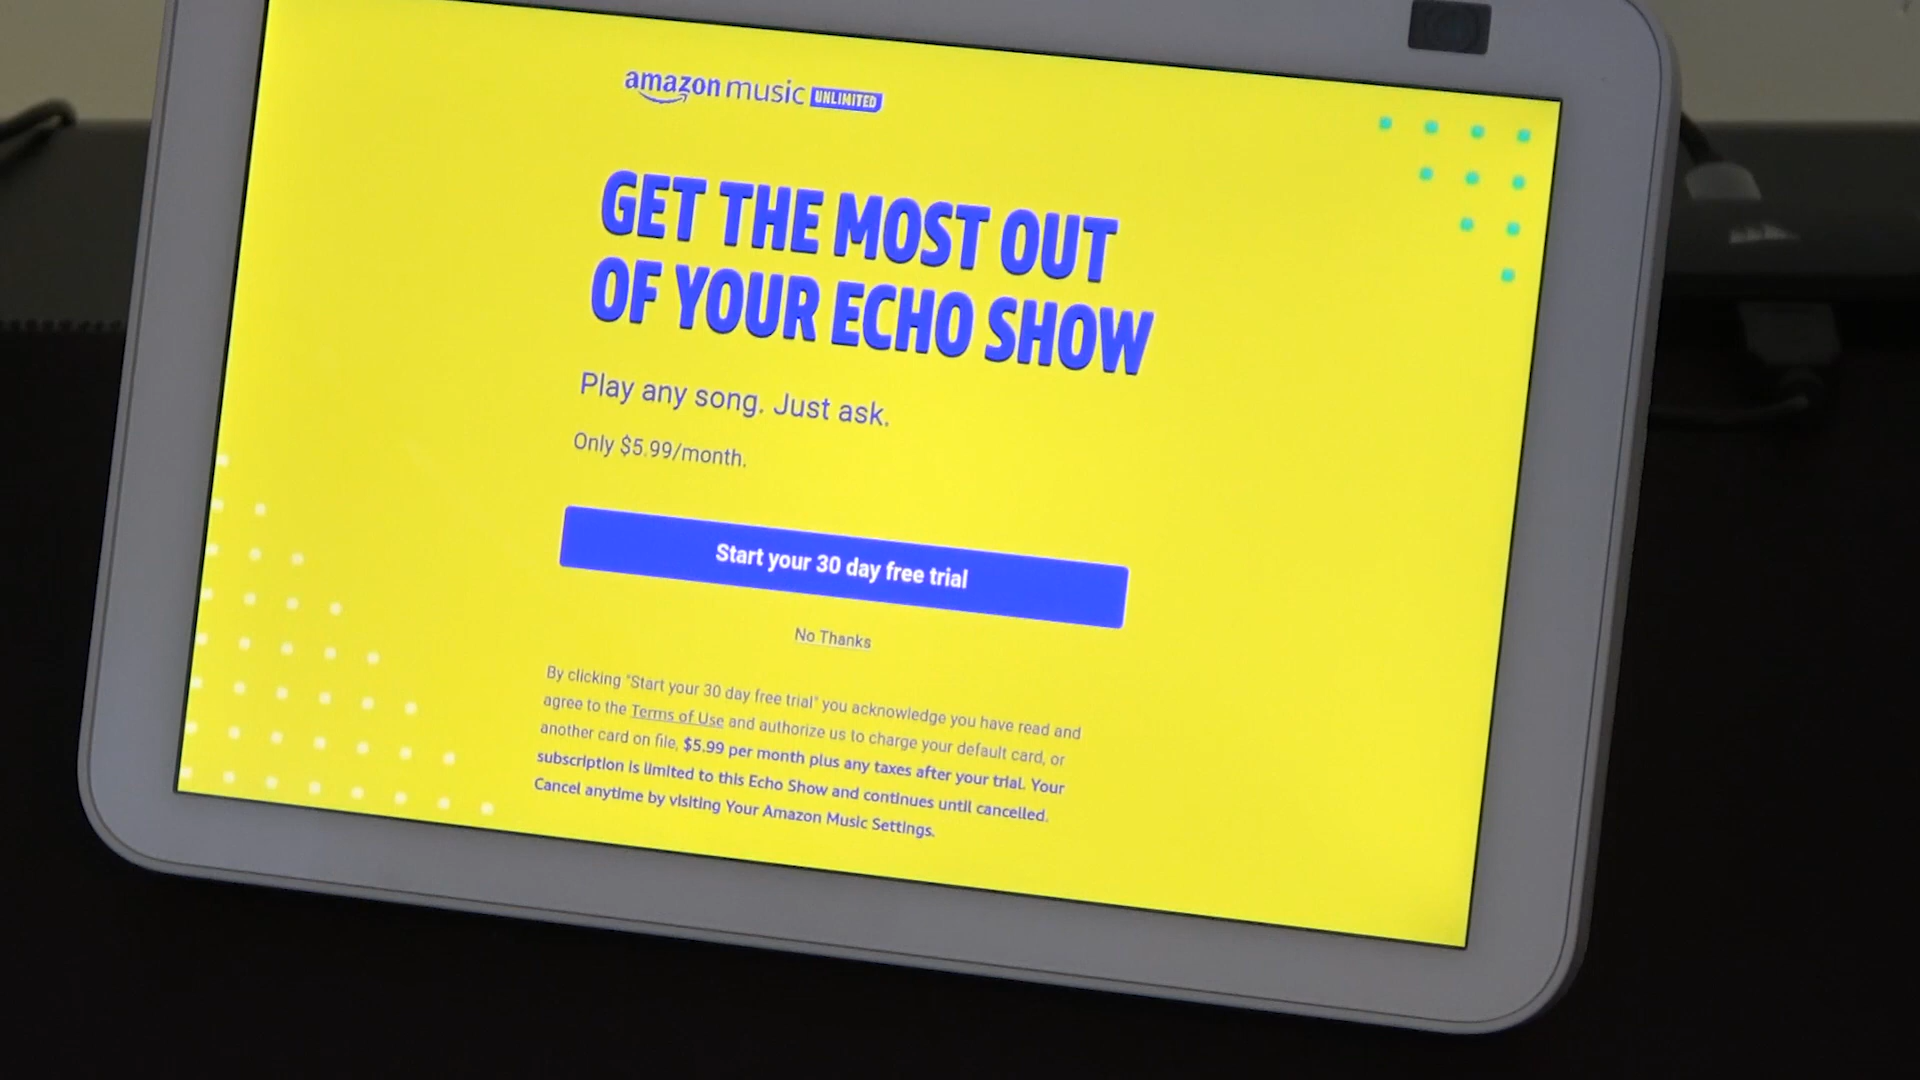 amazon music UNLIMITED
GET THE MOST OUT
OF YOUR ECHO SHOW
Play any song. Just ask.
Only $5.99/month.
Start your 30 day free trial
No Thanks
By clicking "Start your 30 day free trial" you acknowledge you have read and
agree to the Terms of Use and authorize us to charge your default card, or
another card on file, $5.99 per month plus any taxes after your trial. Your
subscription is limited to this Echo Show and continues until cancelled.
Cancel anytime by visiting Your Amazon Music Settings.